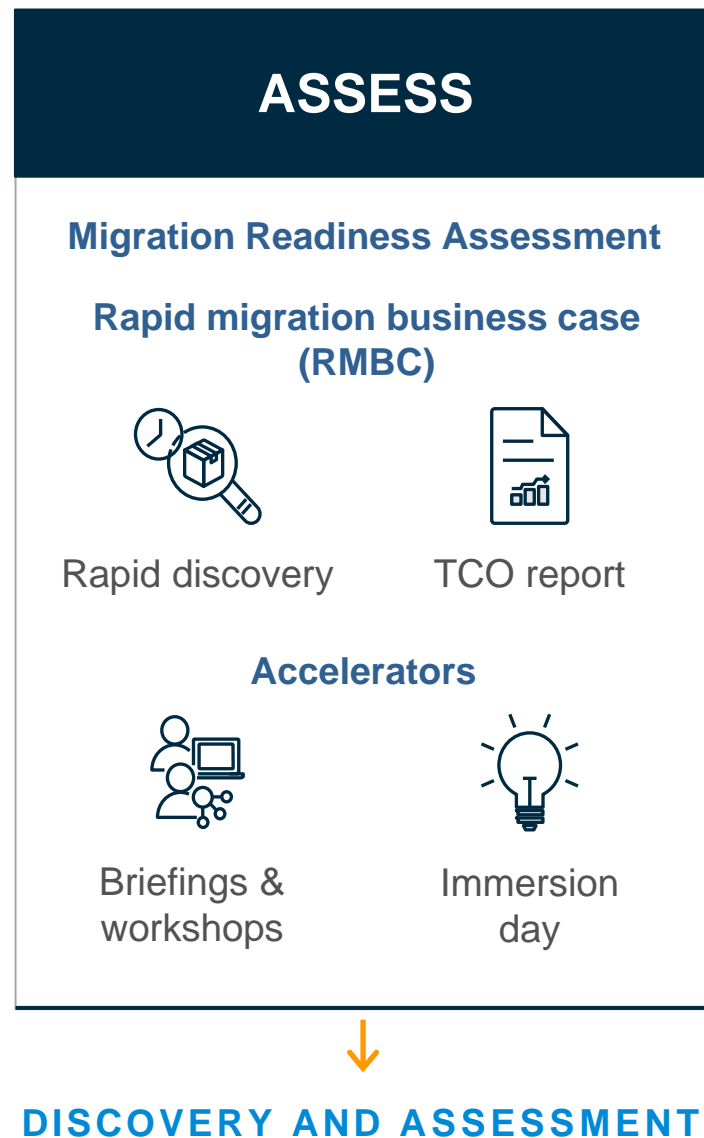 ASSESS
Migration Readiness Assessment
Rapid migration business case
(RMBC)
Rapid discovery
TCO report
Accelerators
Briefings &
workshops
Immersion
day
DISCOVERY AND ASSESSMENT